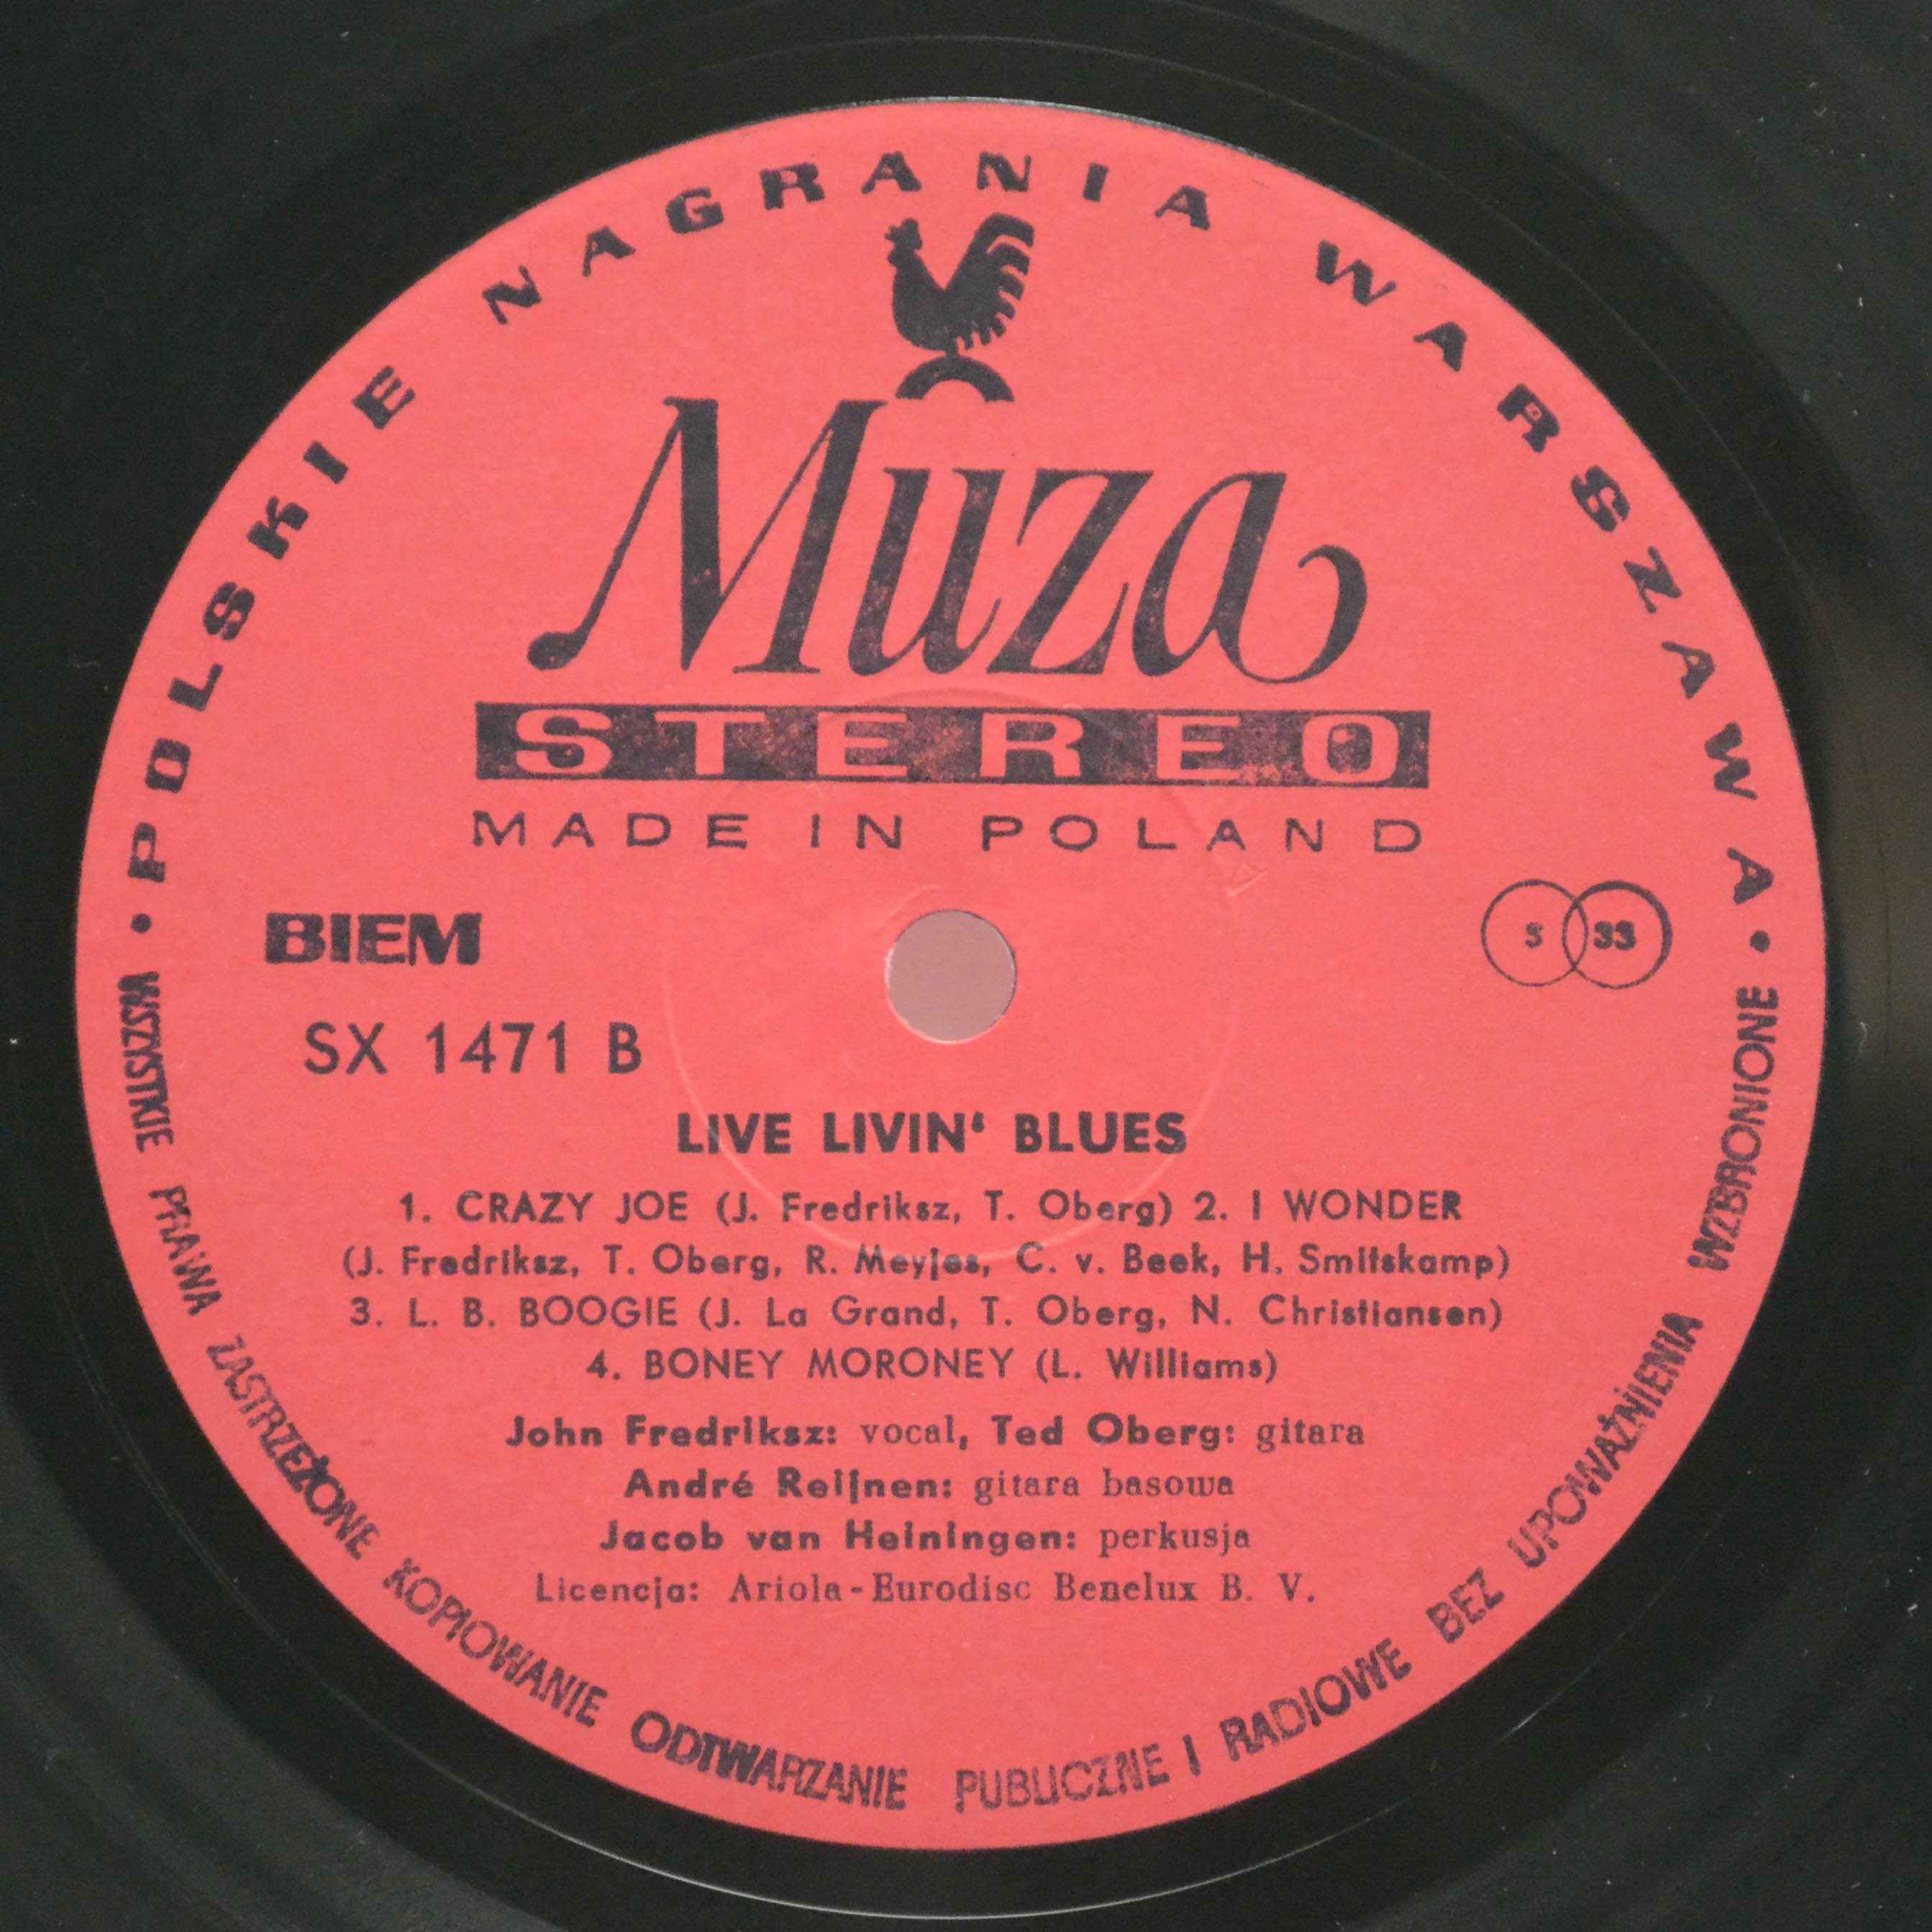 POLSKIE NAGRANIA WARSZAWA
Muza
STEREO
MADE IN POLAND
BIEM
S 33
SX 1471 B
LIVE LIVIN' BLUES
1. CRAZY JOE (J. Fredriksz, T. Oberg) 2. I WONDER
(J. Fredriksz, T. Oberg, R. Meyjes, C. v. Beek, H. Smitskamp)
3. L. B. BOOGIE (J. La Grand, T. Oberg, N. Christiansen)
4. BONEY MORONEY (L. Williams)
John Fredriksz: vocal, Ted Oberg: gitara
André Reijnen: gitara basowa
Jacob van Heiningen: perkusja
Licencja: Ariola-Eurodisc Benelux B. V.
• WSZYSTKIE PRAWA ZASTRZEŻONE KOPIOWANIE ODTWARZANIE PUBLICZNE I RADIOWE BEZ UPOWAŻNIENIA WZBRONIONE •